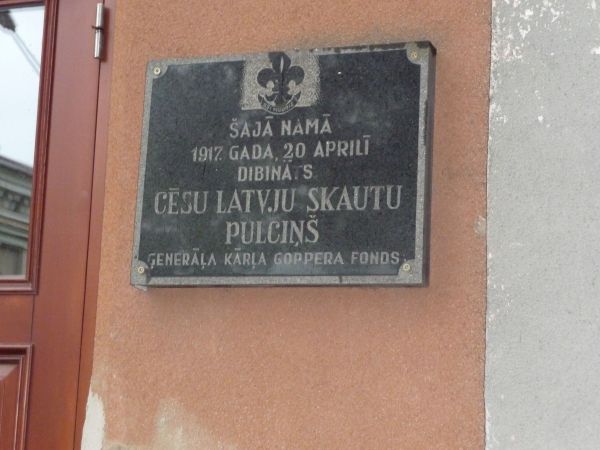 ŠAJĀ NAMĀ
1917. GADA, 20 APRILĪ
DIBINĀTS
CĒSU LATVJU SKAUTU
PULCIŅŠ
ĢENERĀĻA KĀRĻA GOPPERA FONDS.